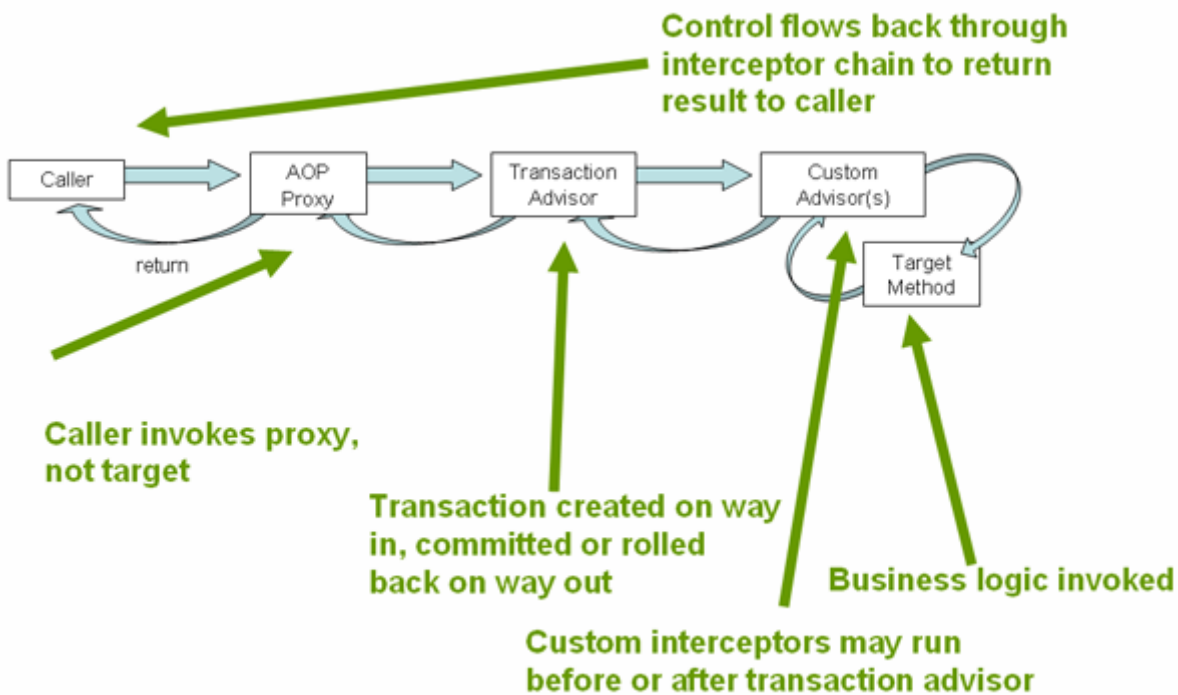 Control flows back through
interceptor chain to return
result to caller
Caller
AOP
Proxy
Transaction
Advisor
Custom
Advisor(s)
return
Target
Method
Caller invokes proxy,
not target
Transaction created on way
in, committed or rolled
back on way out
Business logic invoked
Custom interceptors may run
before or after transaction advisor